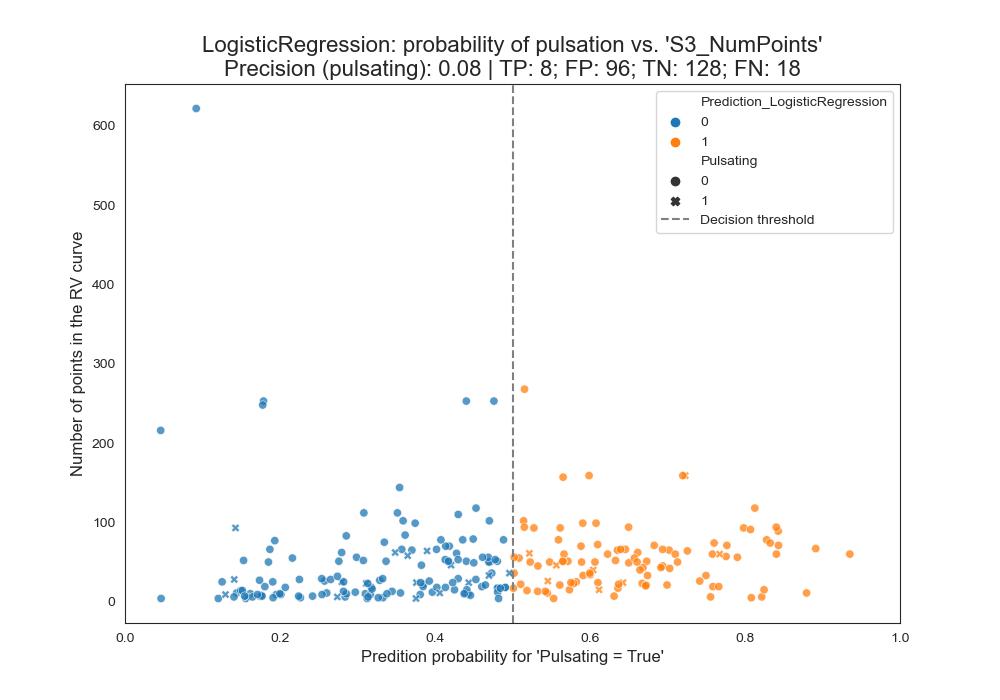 LogisticRegression: probability of pulsation vs. 'S3_NumPoints'
Precision (pulsating): 0.08 | TP: 8; FP: 96; TN: 128; FN: 18
Prediction_LogisticRegression
0
1
Pulsating
0
1
Decision threshold
Number of points in the RV curve
600
500
400
300
200
100
0
0.0 0.2 0.4 0.6 0.8 1.0
Predition probability for 'Pulsating = True'